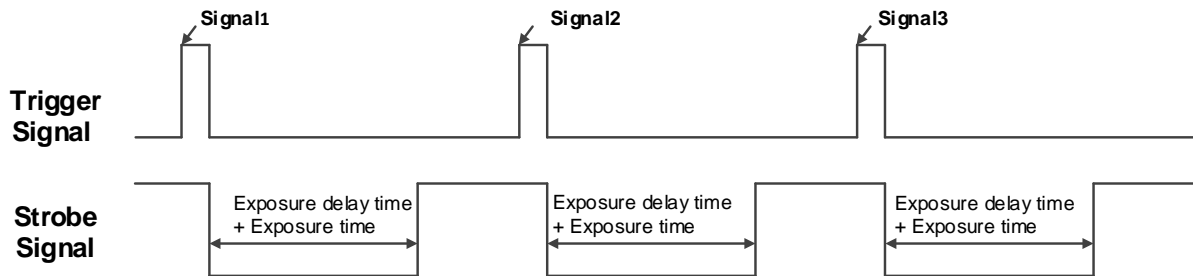 Signal1
Signal2
Signal3
Trigger
Signal
Exposure delay time
+ Exposure time
Exposure delay time
+ Exposure time
Exposure delay time
+ Exposure time
Strobe
Signal